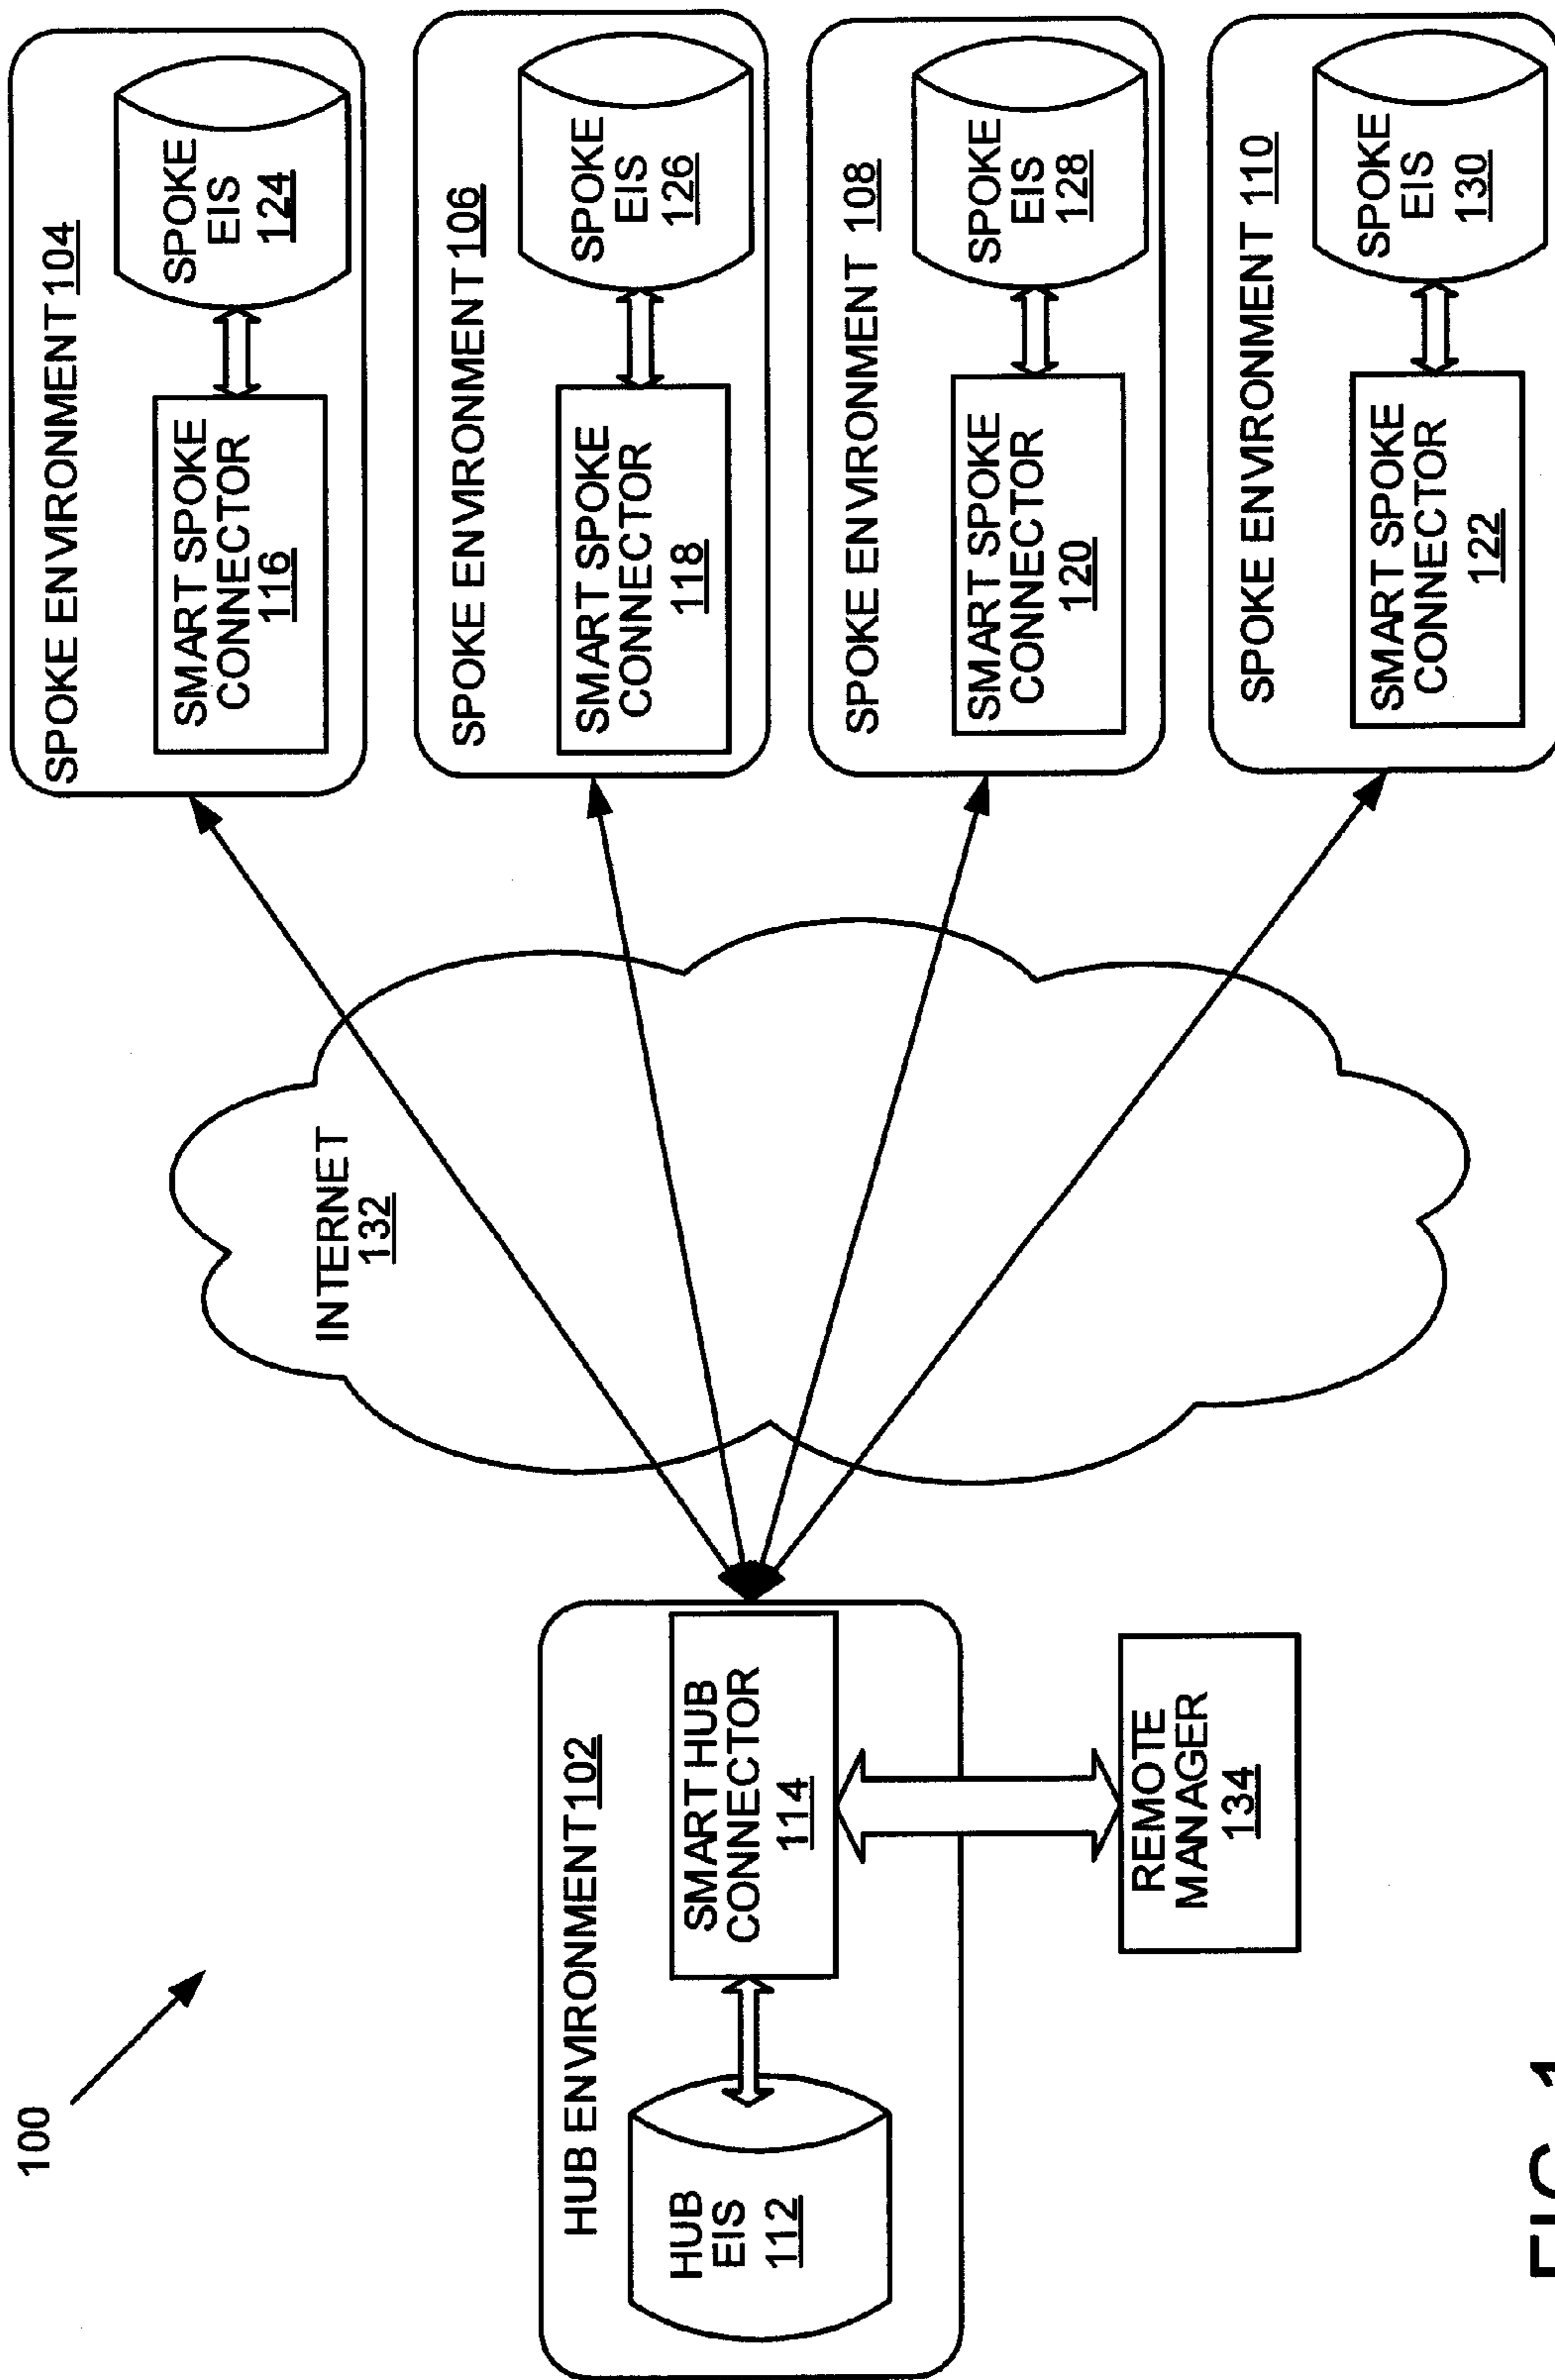 100
HUB ENVIRONMENT 102
HUB
EIS
112
SMART HUB
CONNECTOR
114
REMOTE
MANAGER
134
INTERNET
132
SPOKE ENVIRONMENT 104
SMART SPOKE
CONNECTOR
116
SPOKE
EIS
124
SPOKE ENVIRONMENT 106
SMART SPOKE
CONNECTOR
118
SPOKE
EIS
126
SPOKE ENVIRONMENT 108
SMART SPOKE
CONNECTOR
120
SPOKE
EIS
128
SPOKE ENVIRONMENT 110
SMART SPOKE
CONNECTOR
122
SPOKE
EIS
130
FIG. 1